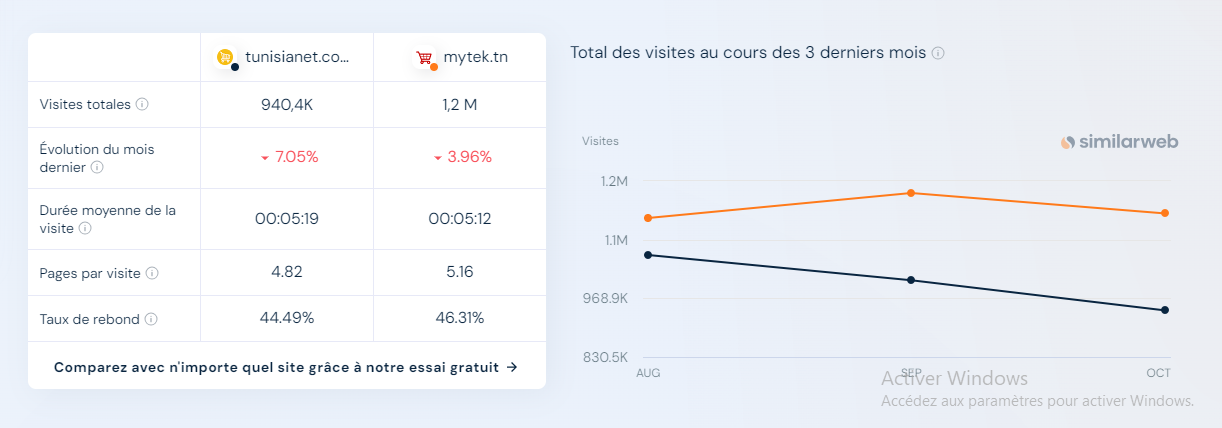 tunisianet.co... mytek.tn
Visites totales 940,4K 1,2 M
Évolution du mois
dernier 7.05% 3.96%
Durée moyenne de la
visite 00:05:19 00:05:12
Pages par visite 4.82 5.16
Taux de rebond 44.49% 46.31%
Comparez avec n'importe quel site grâce à notre essai gratuit →
Total des visites au cours des 3 derniers mois
Visites
similarweb
1.2M
1.1M
968.9K
830.5K
AUG SEP OCT
Activer Windows
Accédez aux paramètres pour activer Windows.